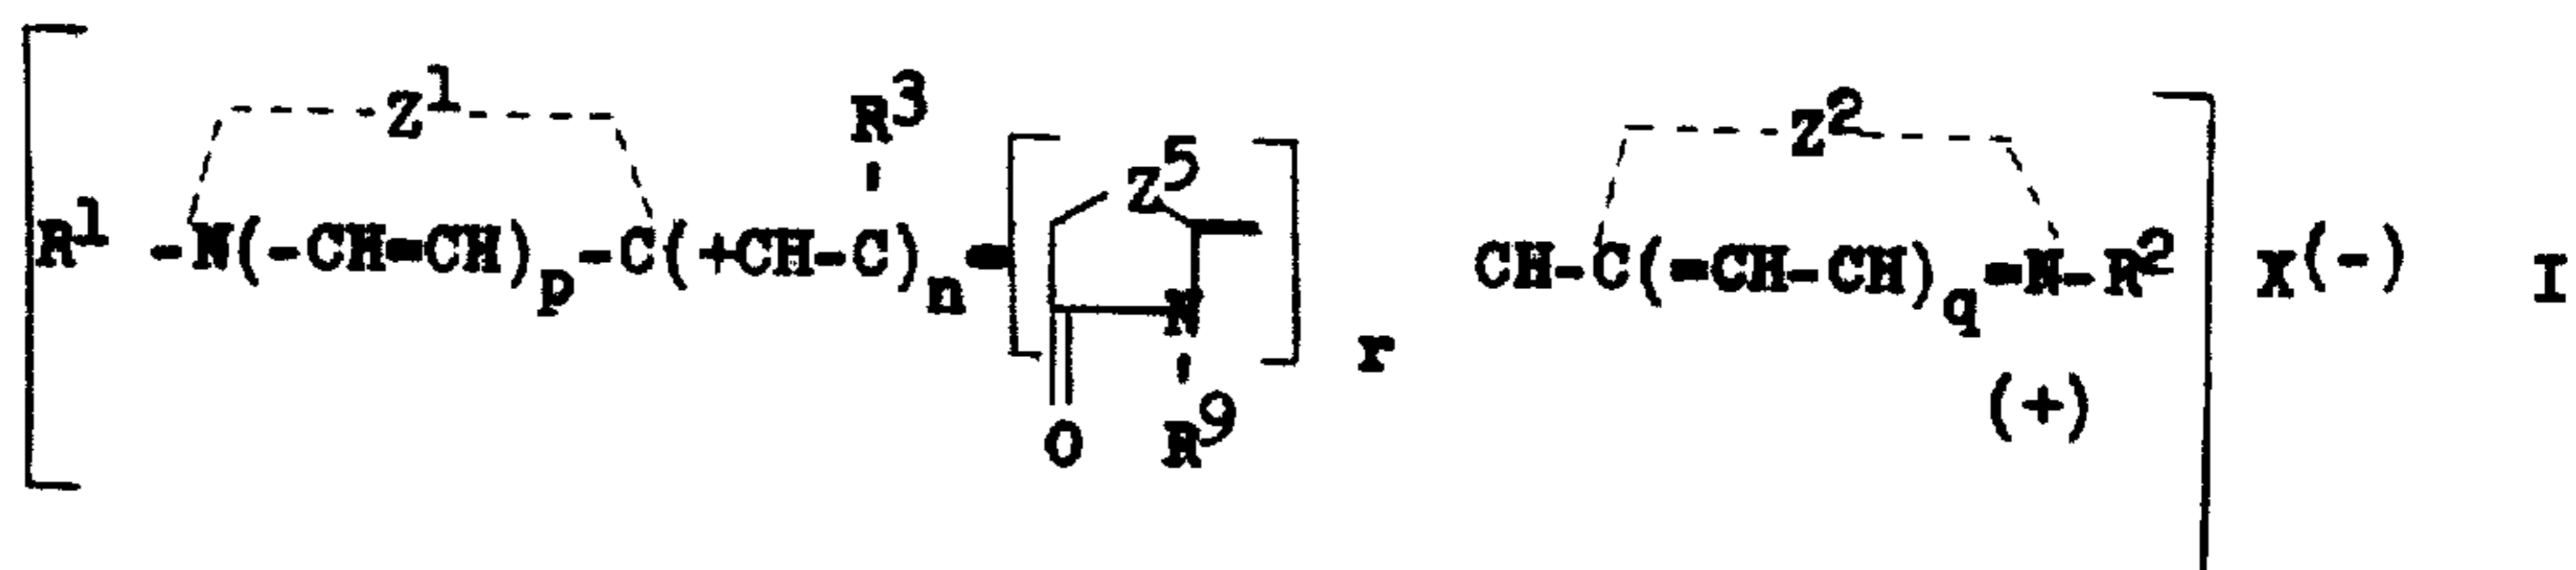 Z1 R3 Z5 Z2
R1 -N(-CH=CH)p-C(+CH-C)n= CH-C(=CH-CH)q=N-R2 X(-) I
N r (+)
O R9